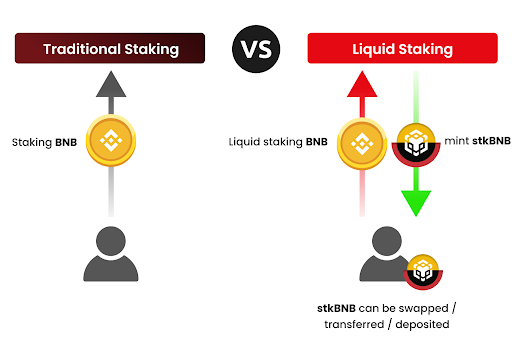 Traditional Staking
VS
Liquid Staking
Staking BNB
Liquid staking BNB
mint stkBNB
stkBNB can be swapped /
transferred / deposited